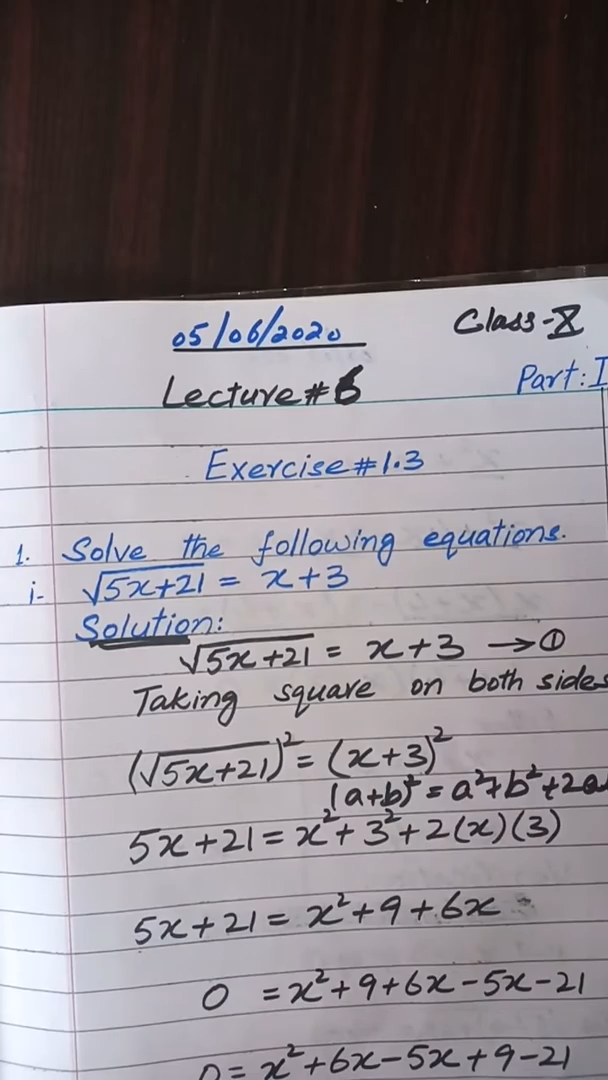 05/06/2020
Class-X
Lecture#6
Part: I
Exercise#1.3
1. Solve the following equations.
i- √5x+21 = x+3
Solution:
√5x+21 = x+3 → ①
Taking square on both sides
(√5x+21)² = (x+3)²
(a+b)² = a²+b²+2a
5x+21 = x²+3²+2(x)(3)
5x+21 = x²+9+6x
0 = x²+9+6x-5x-21
0 = x²+6x-5x+9-21